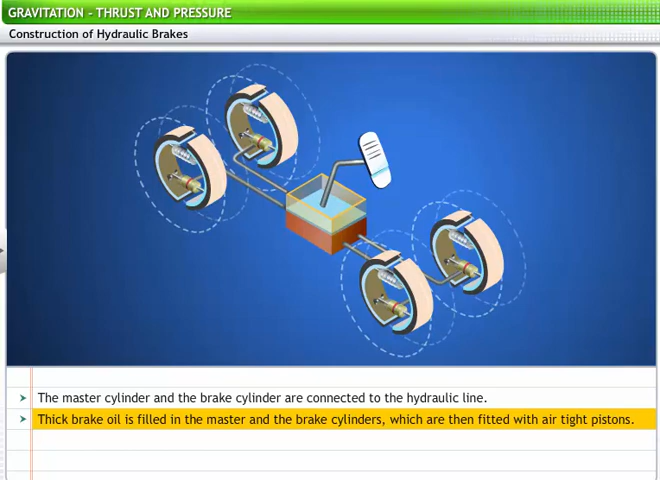 GRAVITATION - THRUST AND PRESSURE
Construction of Hydraulic Brakes
The master cylinder and the brake cylinder are connected to the hydraulic line.
Thick brake oil is filled in the master and the brake cylinders, which are then fitted with air tight pistons.